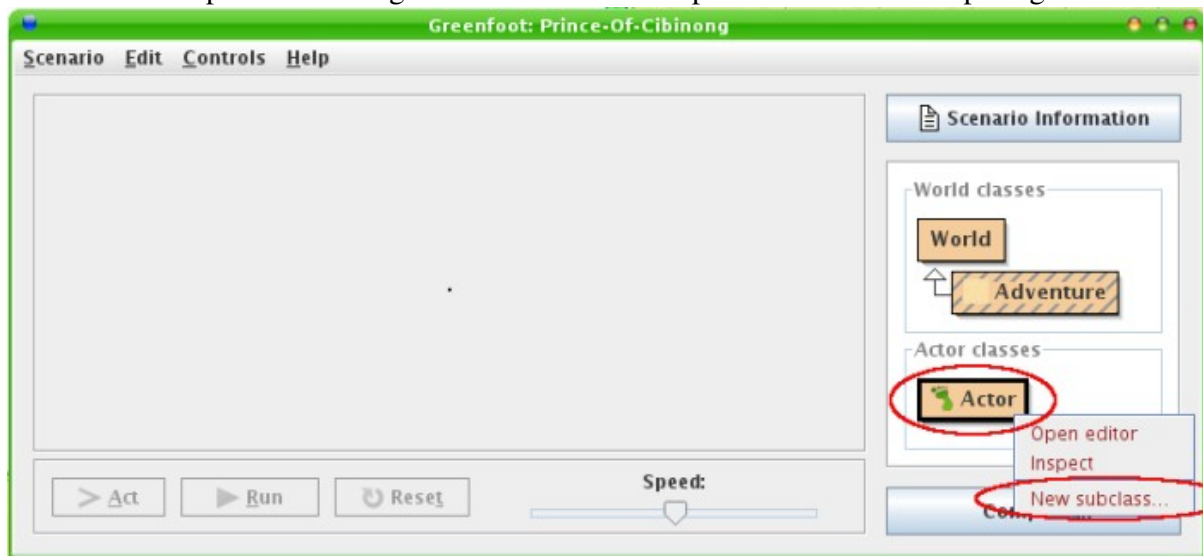 Greenfoot: Prince-Of-Cibinong
Scenario Edit Controls Help
Scenario Information
World classes
World
Adventure
Actor classes
Actor
Open editor
Inspect
New subclass...
Act
Run
Reset
Speed: